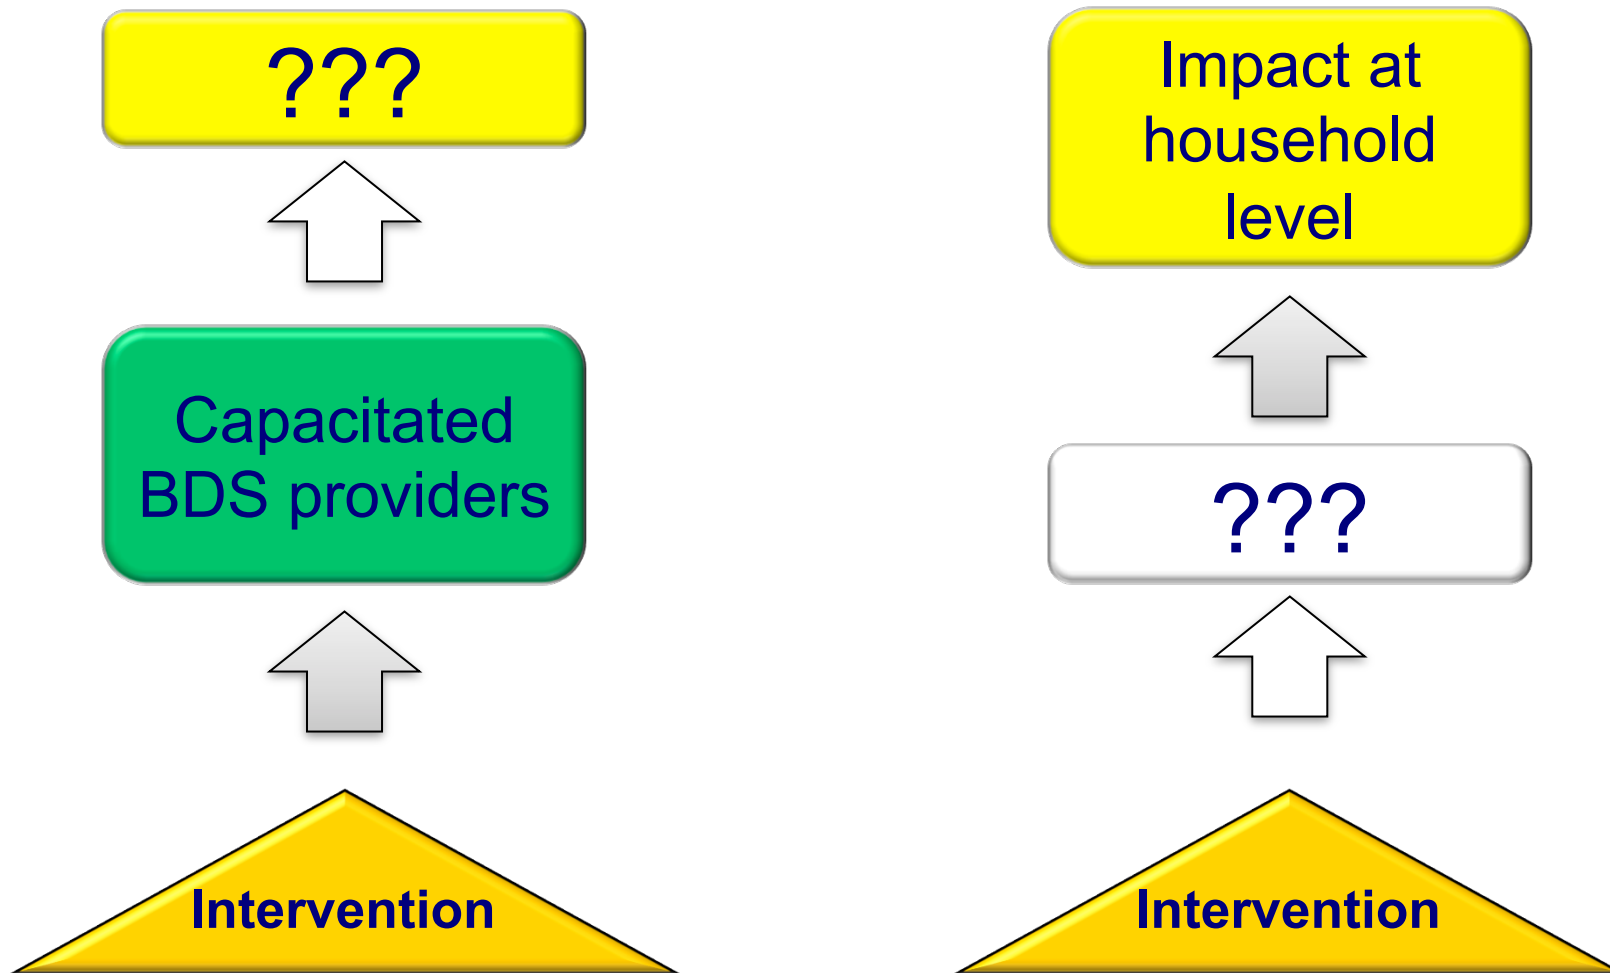 ???
Capacitated
BDS providers
Intervention
Impact at
household
level
???
Intervention